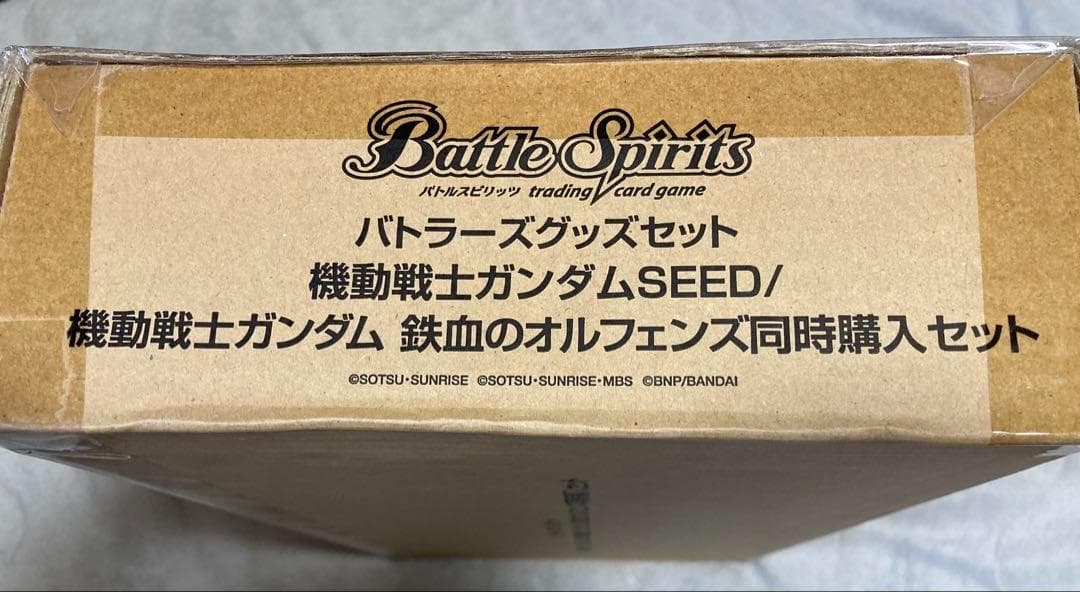 Battle Spirits
バトルスピリッツ trading card game
バトラーズグッズセット
機動戦士ガンダムSEED/
機動戦士ガンダム 鉄血のオルフェンズ同時購入セット
©SOTSU・SUNRISE ©SOTSU・SUNRISE・MBS ©BNP/BANDAI